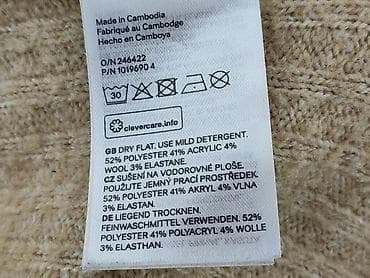 Made in Cambodia
Fabriqué au Cambodge
Hecho en Camboya
O/N 246422
P/N 1019690 4
30
clevercare.info
GB DRY FLAT. USE MILD DETERGENT.
52% POLYESTER 41% ACRYLIC 4%
WOOL 3% ELASTANE.
CZ SUŠENÍ NA VODOROVNÉ PLOŠE.
POUŽIJTE JEMNÝ PRACÍ PROSTŘEDEK.
52% POLYESTER 41% AKRYL 4% VLNA
3% ELASTAN.
DE LIEGEND TROCKNEN.
FEINWASCHMITTEL VERWENDEN. 52%
POLYESTER 41% POLYACRYL 4% WOLLE
3% ELASTHAN.